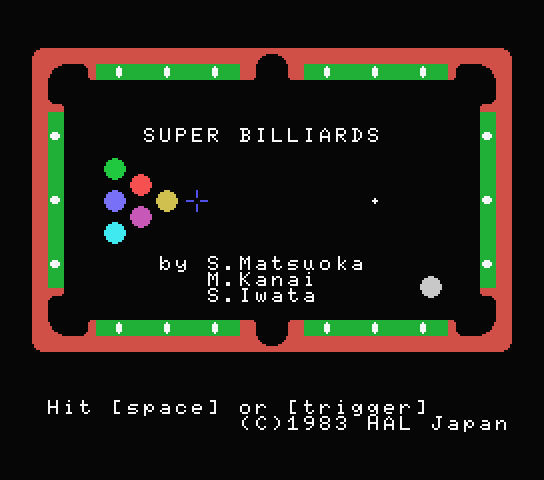 SUPER BILLIARDS
by S.Matsuoka
M.Kanai
S.Iwata
Hit [space] or [trigger]
(C)1983 HAL Japan